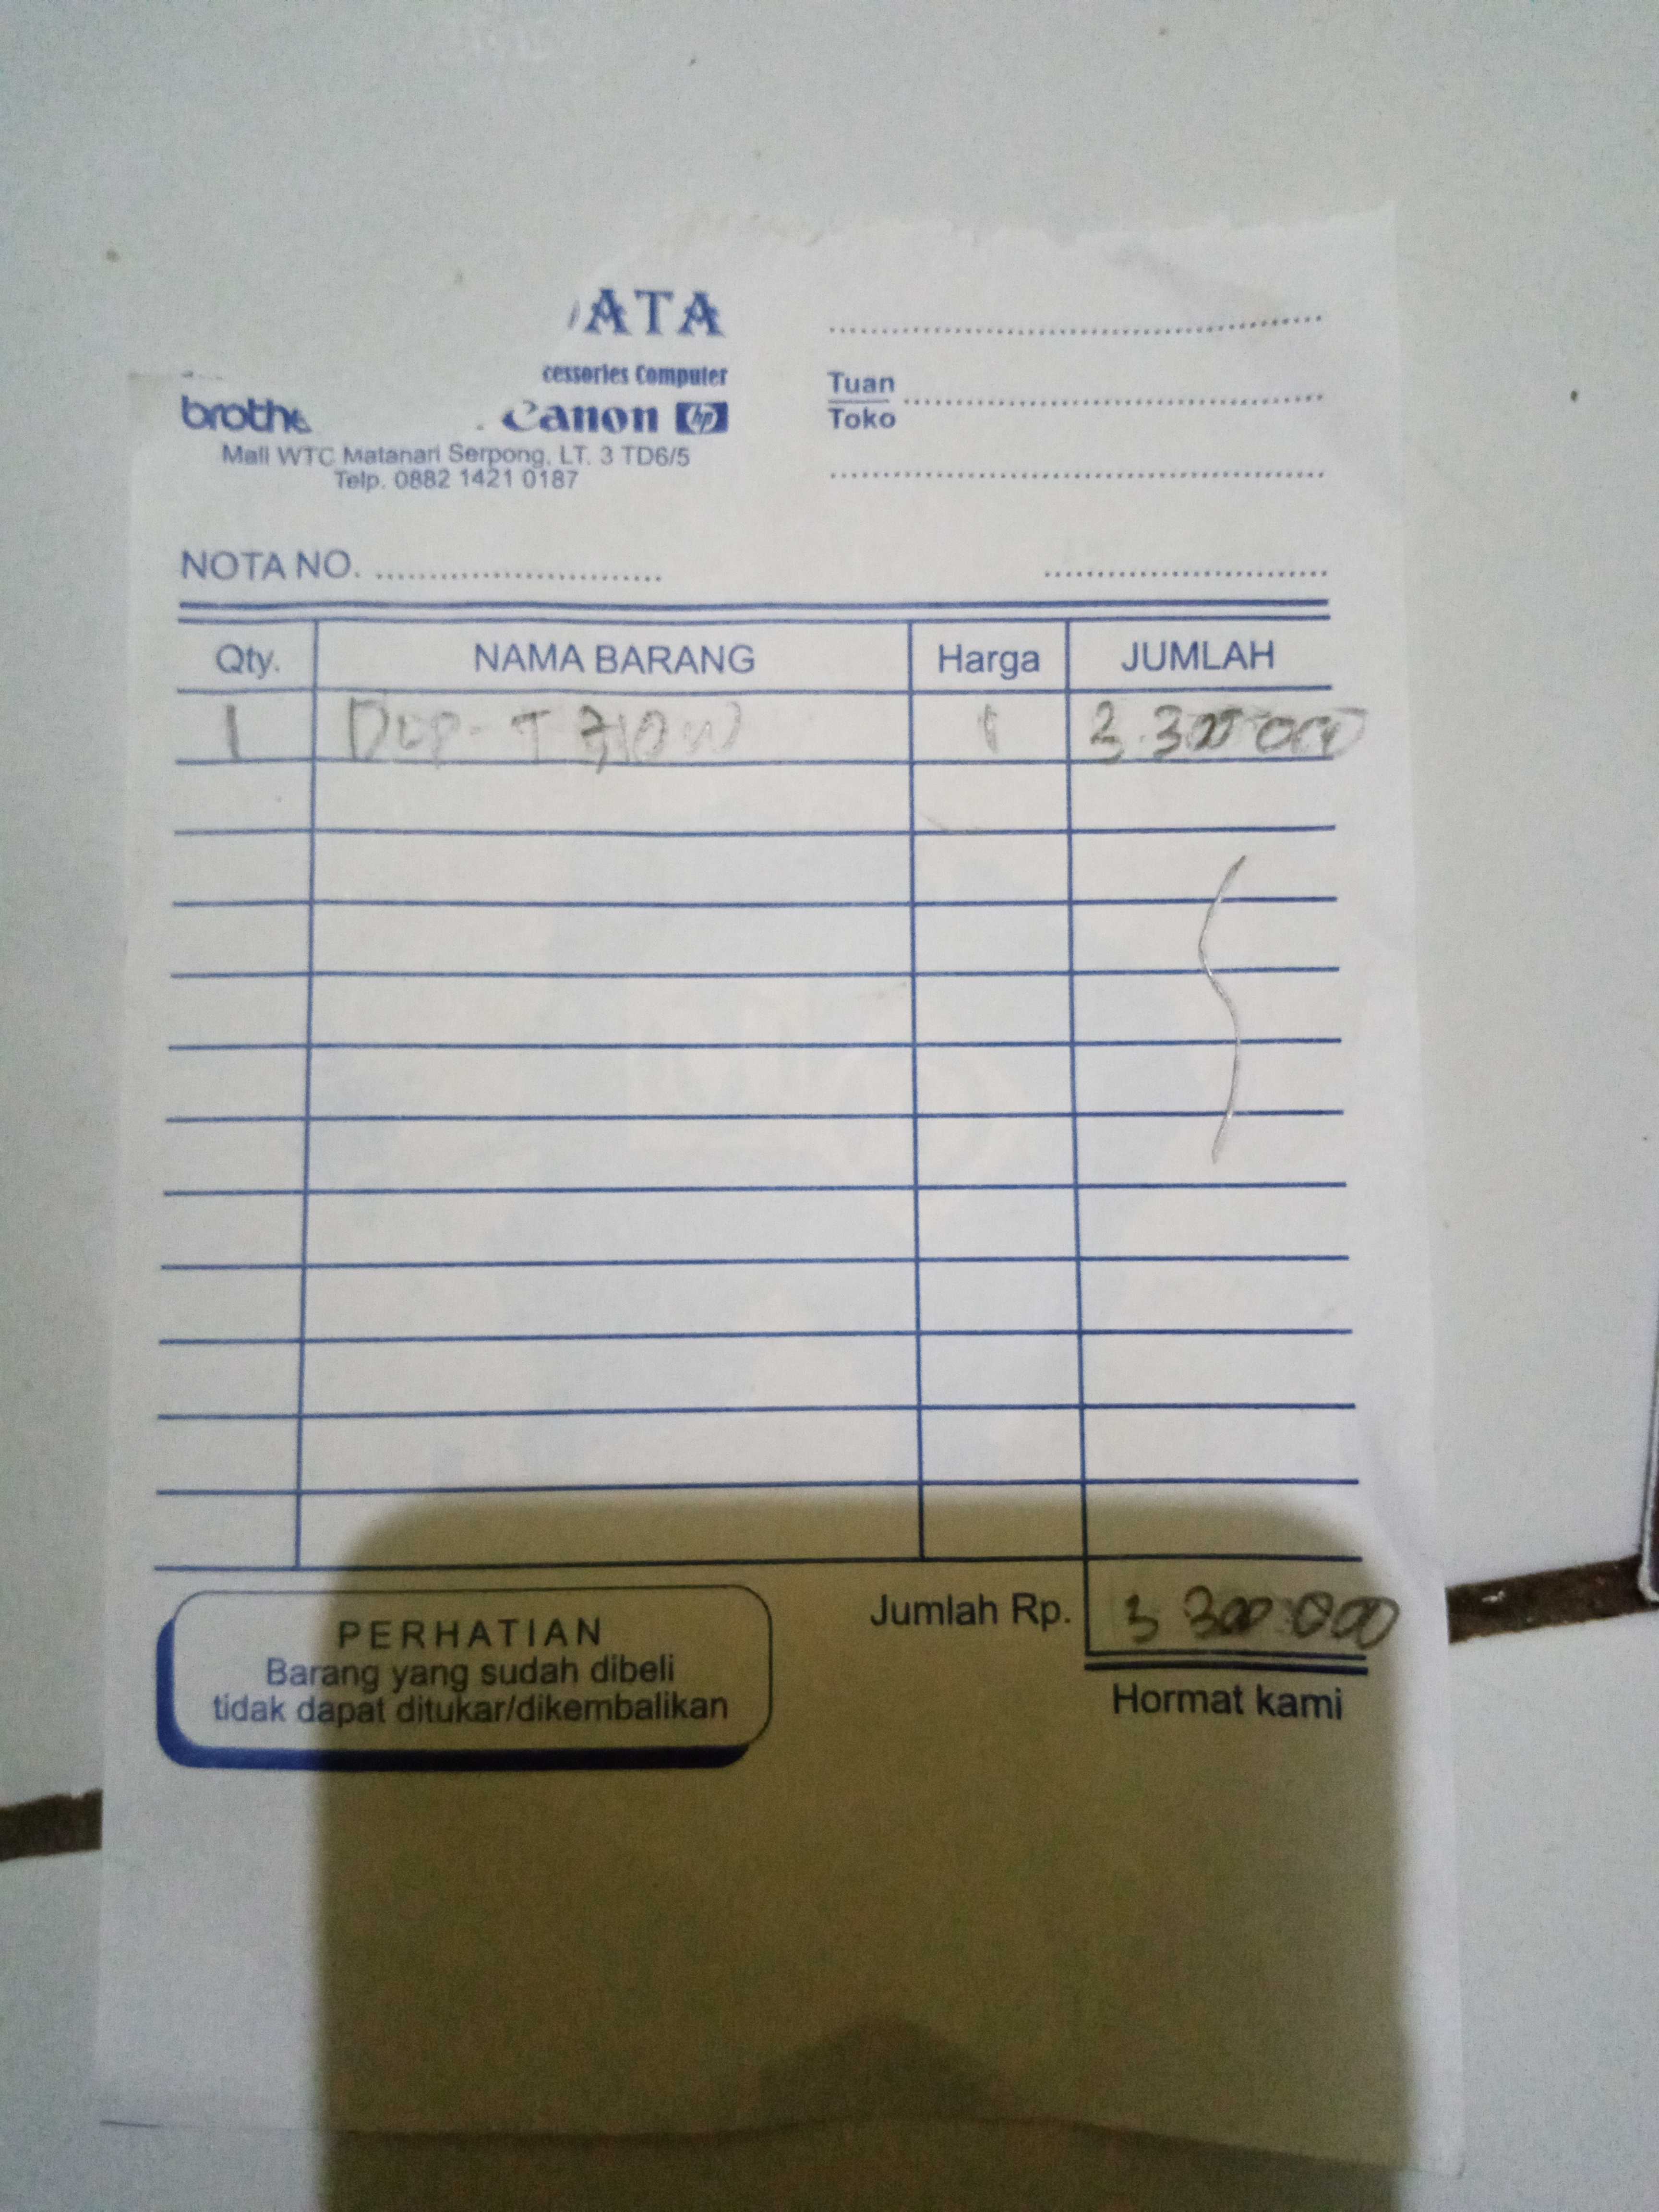 ATA
cessories Computer
brothe Canon hp
Mall WTC Matanari Serpong, LT. 3 TD6/5
Telp. 0882 1421 0187
Tuan
Toko
NOTA NO.
Qty. NAMA BARANG Harga JUMLAH
1 DCP-T710W 3.300.000
Jumlah Rp. 3 300.000
PERHATIAN
Barang yang sudah dibeli
tidak dapat ditukar/dikembalikan
Hormat kami